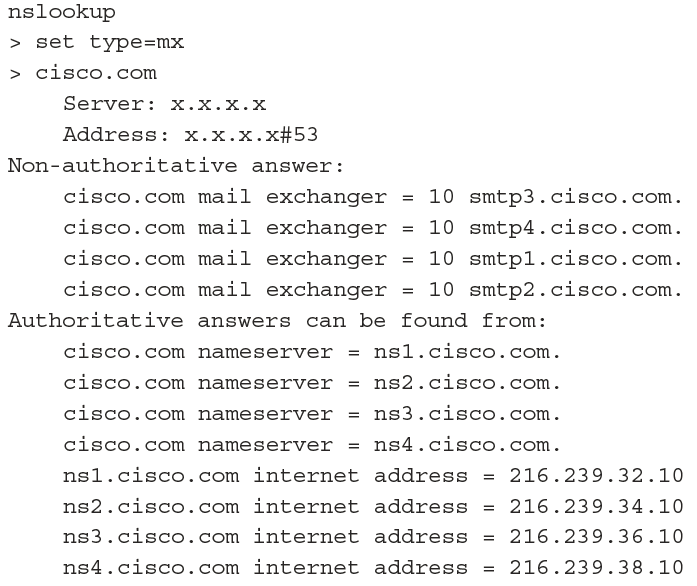 nslookup
> set type=mx
> cisco.com
Server: x.x.x.x
Address: x.x.x.x#53
Non-authoritative answer:
cisco.com mail exchanger = 10 smtp3.cisco.com.
cisco.com mail exchanger = 10 smtp4.cisco.com.
cisco.com mail exchanger = 10 smtp1.cisco.com.
cisco.com mail exchanger = 10 smtp2.cisco.com.
Authoritative answers can be found from:
cisco.com nameserver = ns1.cisco.com.
cisco.com nameserver = ns2.cisco.com.
cisco.com nameserver = ns3.cisco.com.
cisco.com nameserver = ns4.cisco.com.
ns1.cisco.com internet address = 216.239.32.10
ns2.cisco.com internet address = 216.239.34.10
ns3.cisco.com internet address = 216.239.36.10
ns4.cisco.com internet address = 216.239.38.10